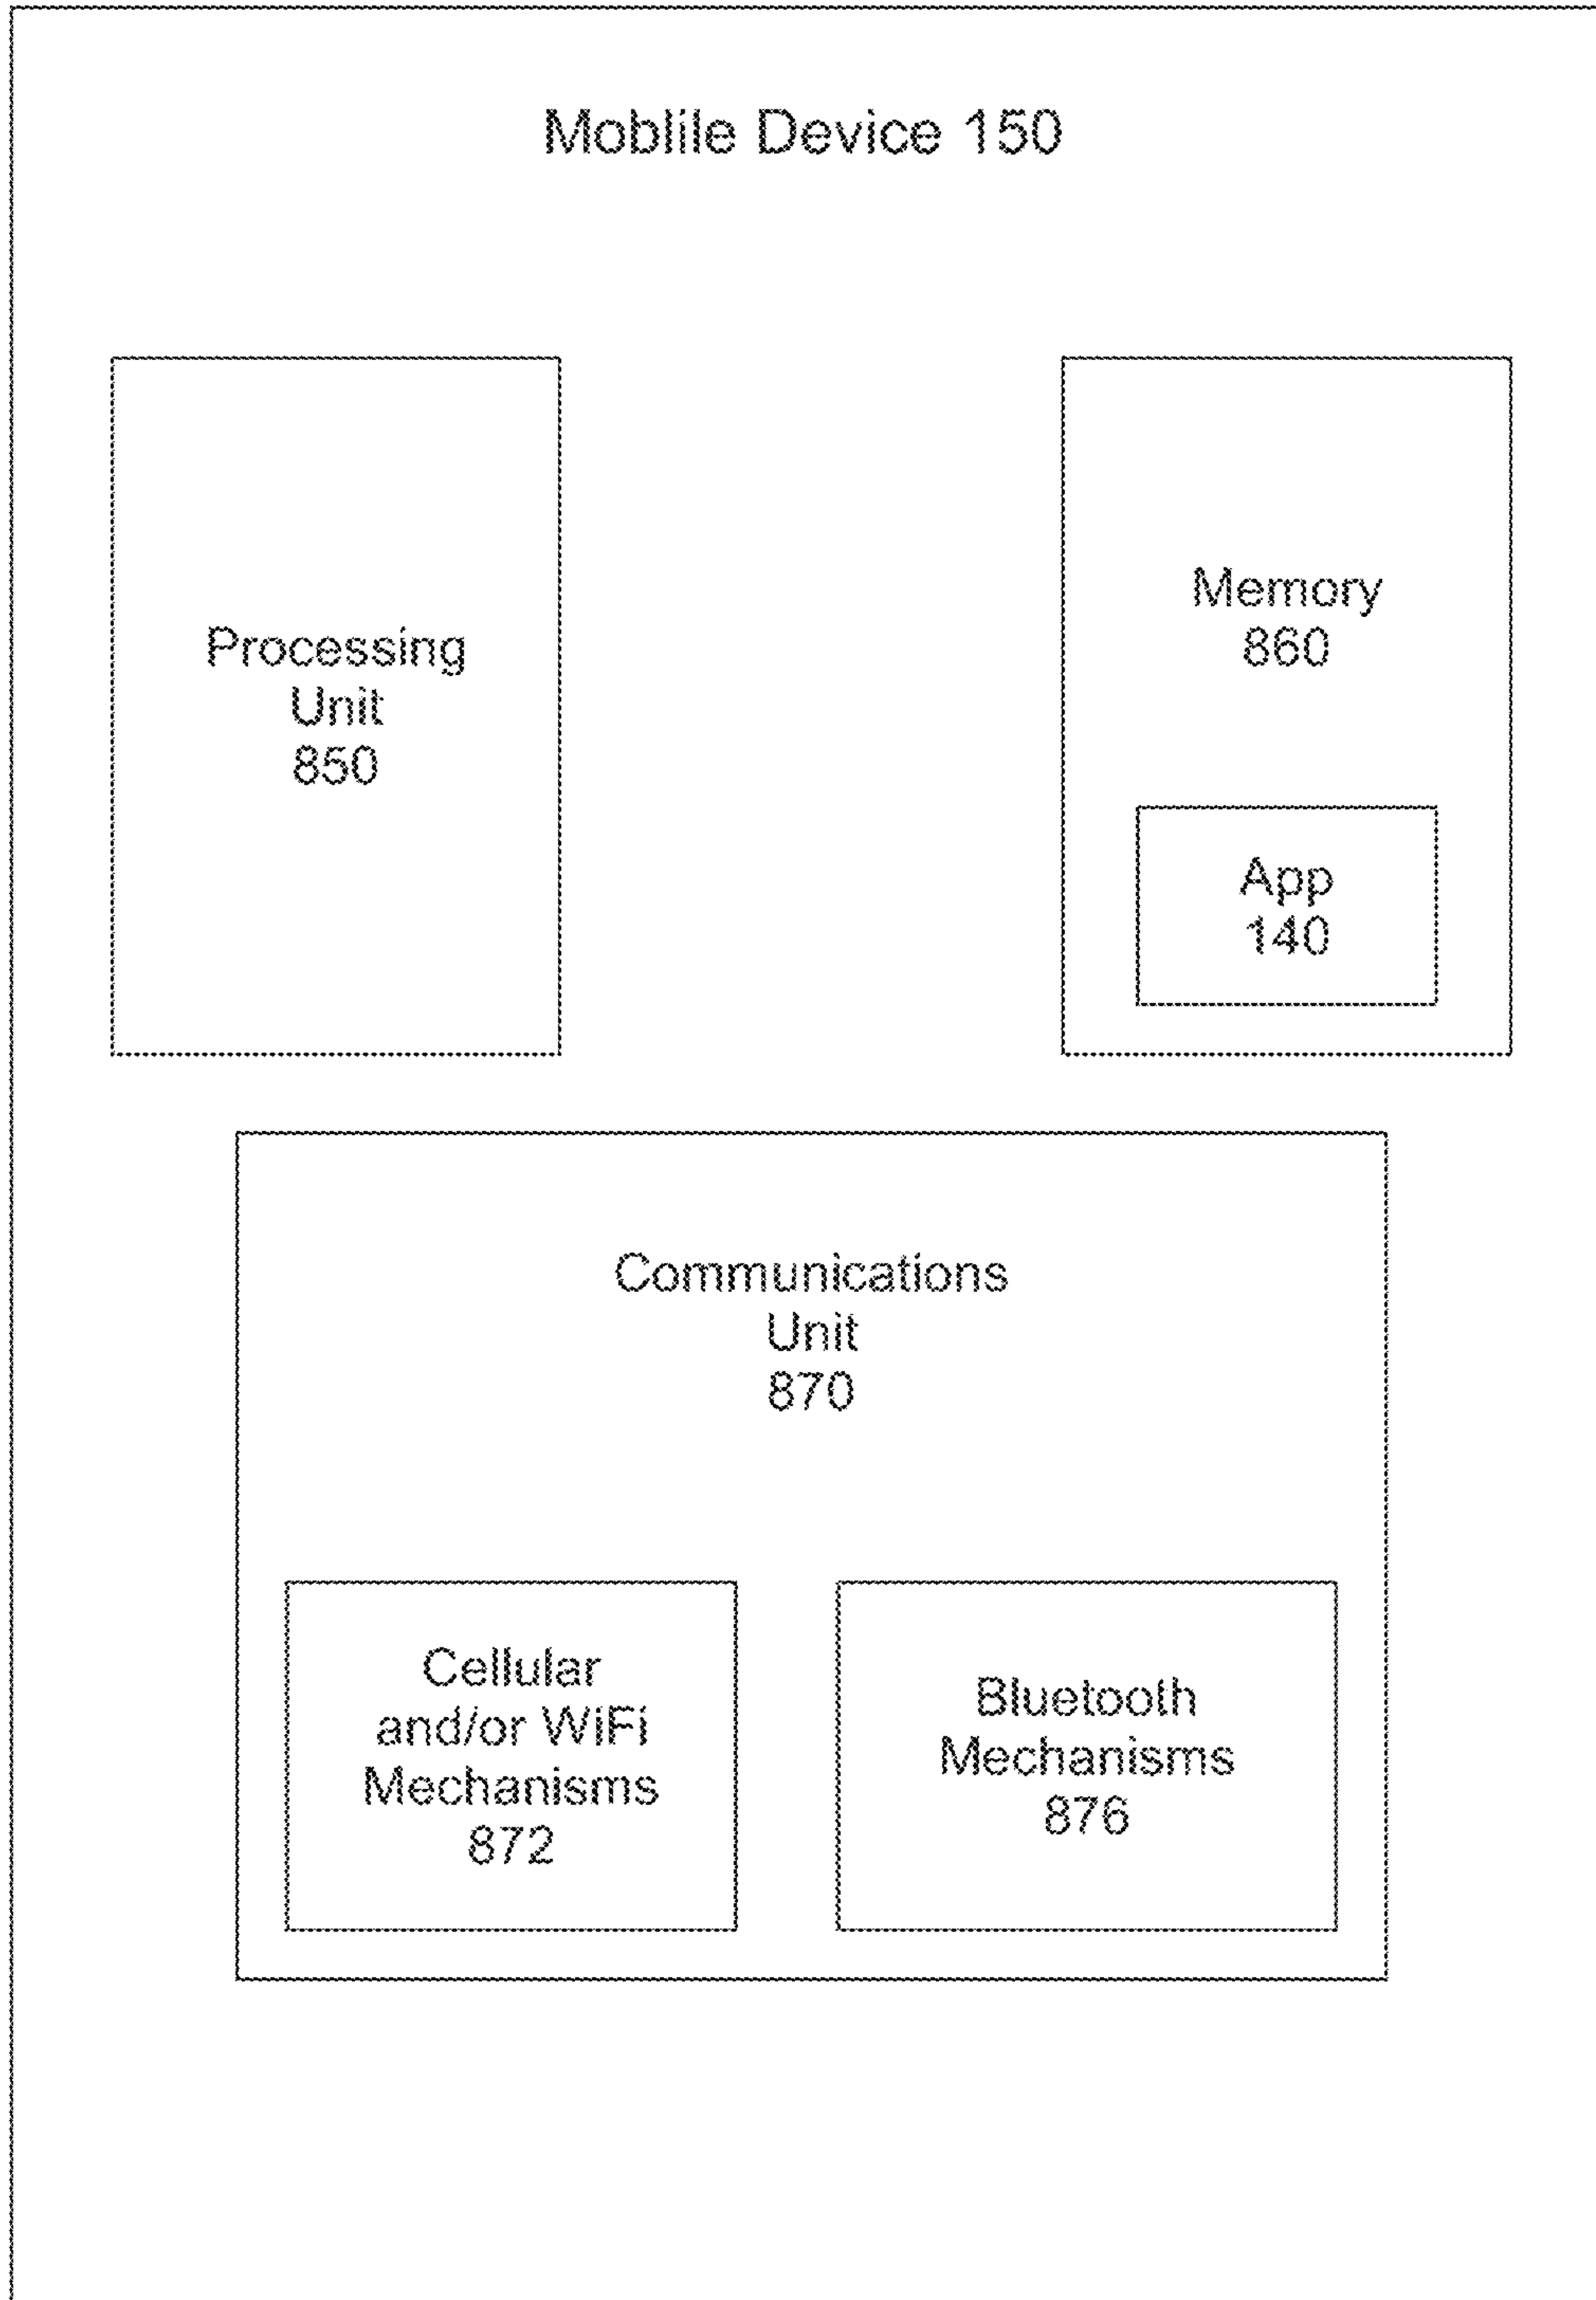 Moblile Device 150
Processing
Unit
850
Memory
860
App
140
Communications
Unit
870
Cellular
and/or WiFi
Mechanisms
872
Bluetooth
Mechanisms
876